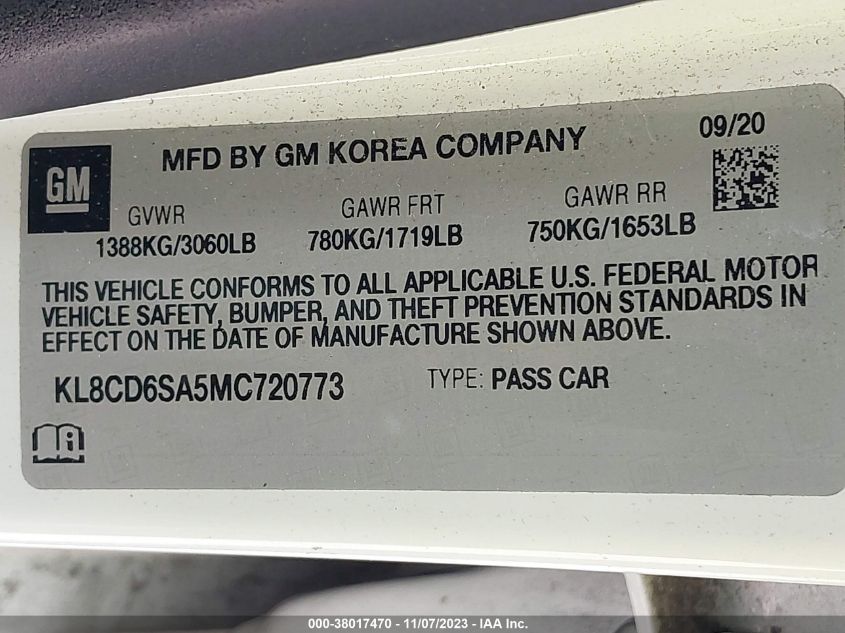 GM
MFD BY GM KOREA COMPANY
09/20
GVWR
GAWR FRT
GAWR RR
1388KG/3060LB
780KG/1719LB
750KG/1653LB
THIS VEHICLE CONFORMS TO ALL APPLICABLE U.S. FEDERAL MOTOR
VEHICLE SAFETY, BUMPER, AND THEFT PREVENTION STANDARDS IN
EFFECT ON THE DATE OF MANUFACTURE SHOWN ABOVE.
KL8CD6SA5MC720773
TYPE: PASS CAR
000-38017470 - 11/07/2023 - IAA Inc.